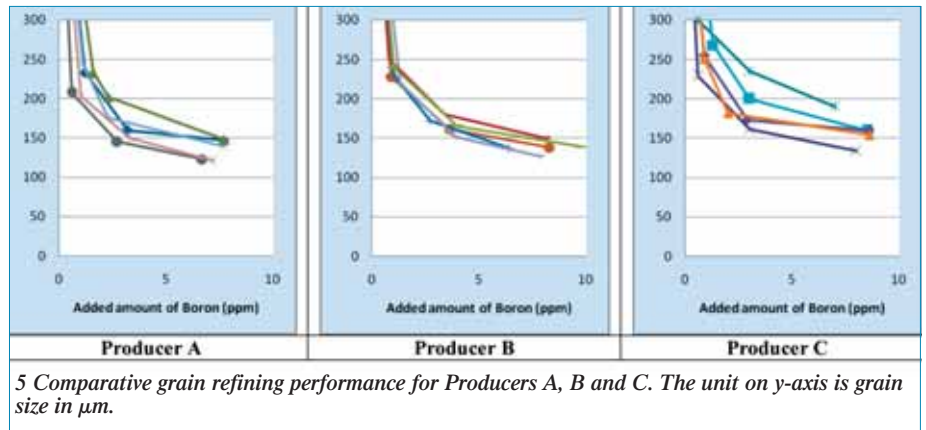 300 300 300
250 250 250
200 200 200
150 150 150
100 100 100
50 50 50
0 0 0
0 5 10 0 5 10 0 5 10
Added amount of Boron (ppm) Added amount of Boron (ppm) Added amount of Boron (ppm)
Producer A Producer B Producer C
5 Comparative grain refining performance for Producers A, B and C. The unit on y-axis is grain
size in μm.